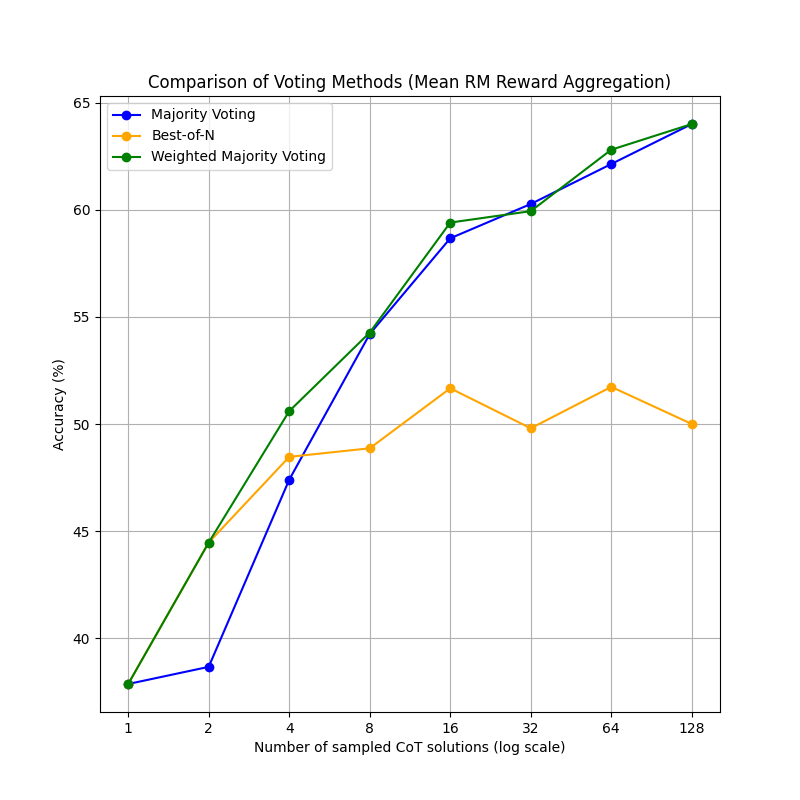 Comparison of Voting Methods (Mean RM Reward Aggregation)
Majority Voting
Best-of-N
Weighted Majority Voting
65
60
55
50
45
40
Accuracy (%)
1 2 4 8 16 32 64 128
Number of sampled CoT solutions (log scale)